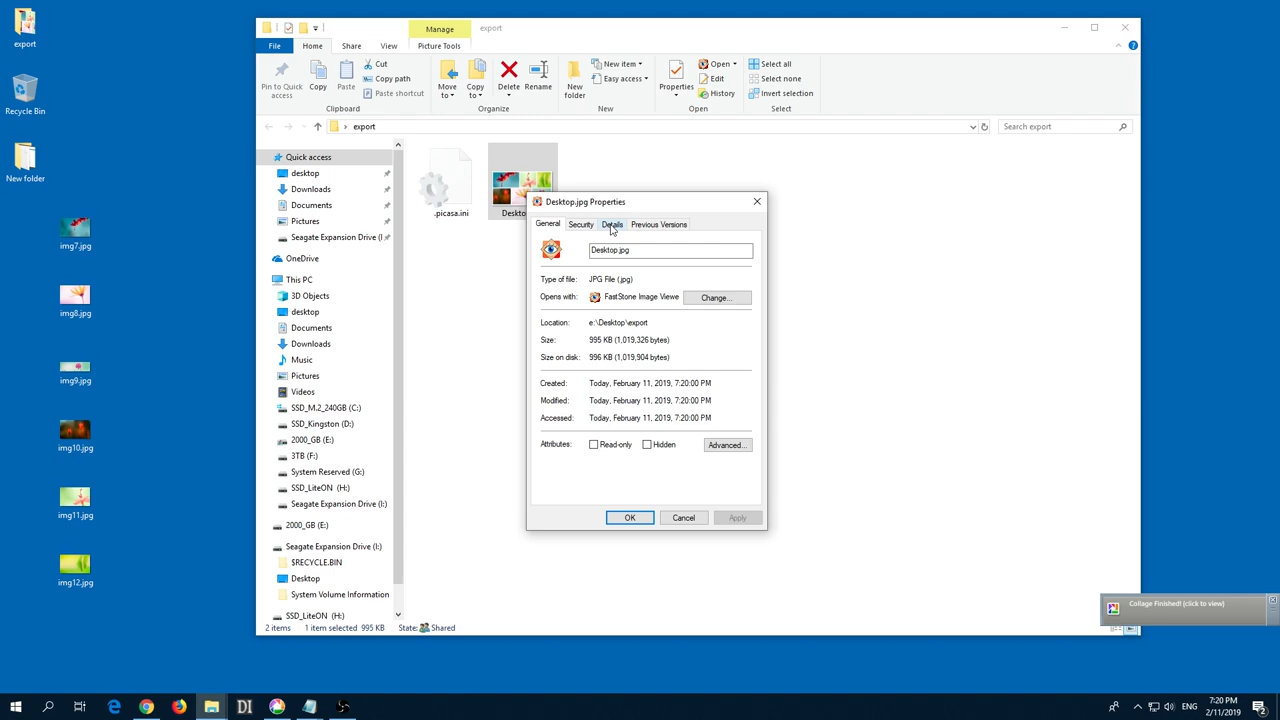 export
Recycle Bin
New folder
img7.jpg
img8.jpg
img9.jpg
img10.jpg
img11.jpg
img12.jpg
Manage
export
File
Home
Share
View
Picture Tools
Pin to Quick access
Copy
Paste
Cut
Copy path
Paste shortcut
Clipboard
Move to
Copy to
Delete
Rename
Organize
New folder
New item
Easy access
New
Properties
Open
Edit
History
Open
Select all
Select none
Invert selection
Select
export
Search export
Quick access
desktop
Downloads
Documents
Pictures
Seagate Expansion Drive (I
OneDrive
This PC
3D Objects
desktop
Documents
Downloads
Music
Pictures
Videos
SSD_M.2_240GB (C:)
SSD_Kingston (D:)
2000_GB (E:)
3TB (F:)
System Reserved (G:)
SSD_LiteON (H:)
Seagate Expansion Drive (I:)
2000_GB (E:)
Seagate Expansion Drive (I:)
$RECYCLE.BIN
Desktop
System Volume Information
SSD_LiteON (H:)
.picasa.ini
Deskto
Desktop.jpg Properties
General
Security
Details
Previous Versions
Desktop.jpg
Type of file: JPG File (.jpg)
Opens with: FastStone Image Viewe Change...
Location: e:\Desktop\export
Size: 995 KB (1,019,326 bytes)
Size on disk: 996 KB (1,019,904 bytes)
Created: Today, February 11, 2019, 7:20:00 PM
Modified: Today, February 11, 2019, 7:20:00 PM
Accessed: Today, February 11, 2019, 7:20:00 PM
Attributes: Read-only Hidden Advanced...
OK
Cancel
Apply
Collage Finished! (click to view)
2 items 1 item selected 995 KB State: Shared
DI
ENG
7:20 PM
2/11/2019
2